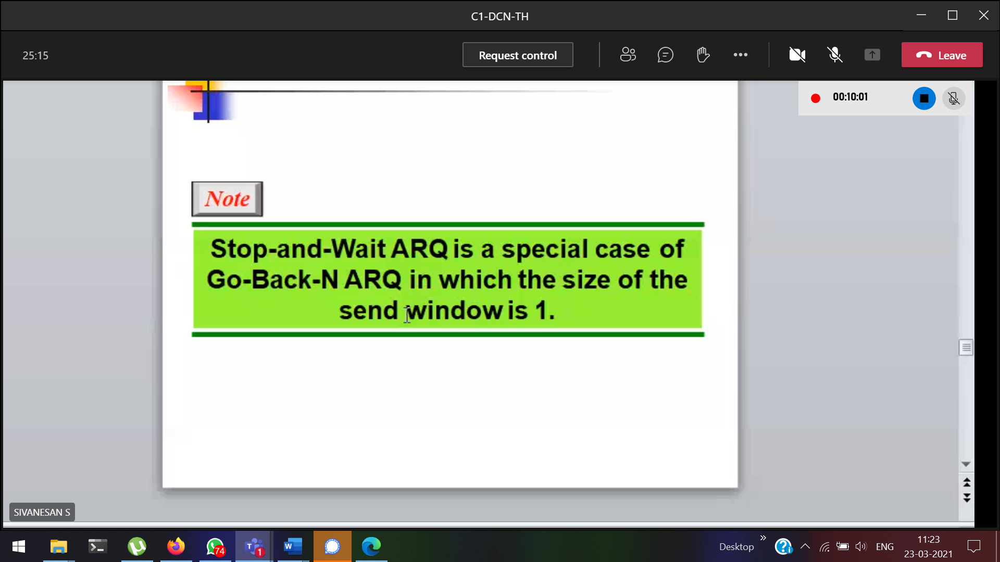 C1-DCN-TH
25:15
Request control
Leave
00:10:01
Note
Stop-and-Wait ARQ is a special case of
Go-Back-N ARQ in which the size of the
send window is 1.
SIVANESAN S
74
T
1
W
Desktop
ENG
11:23
23-03-2021